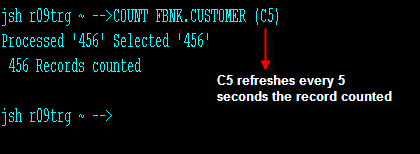 jsh r09trg ~ -->COUNT FBNK.CUSTOMER (C5)
Processed '456' Selected '456'
456 Records counted
C5 refreshes every 5
seconds the record counted
jsh r09trg ~ -->